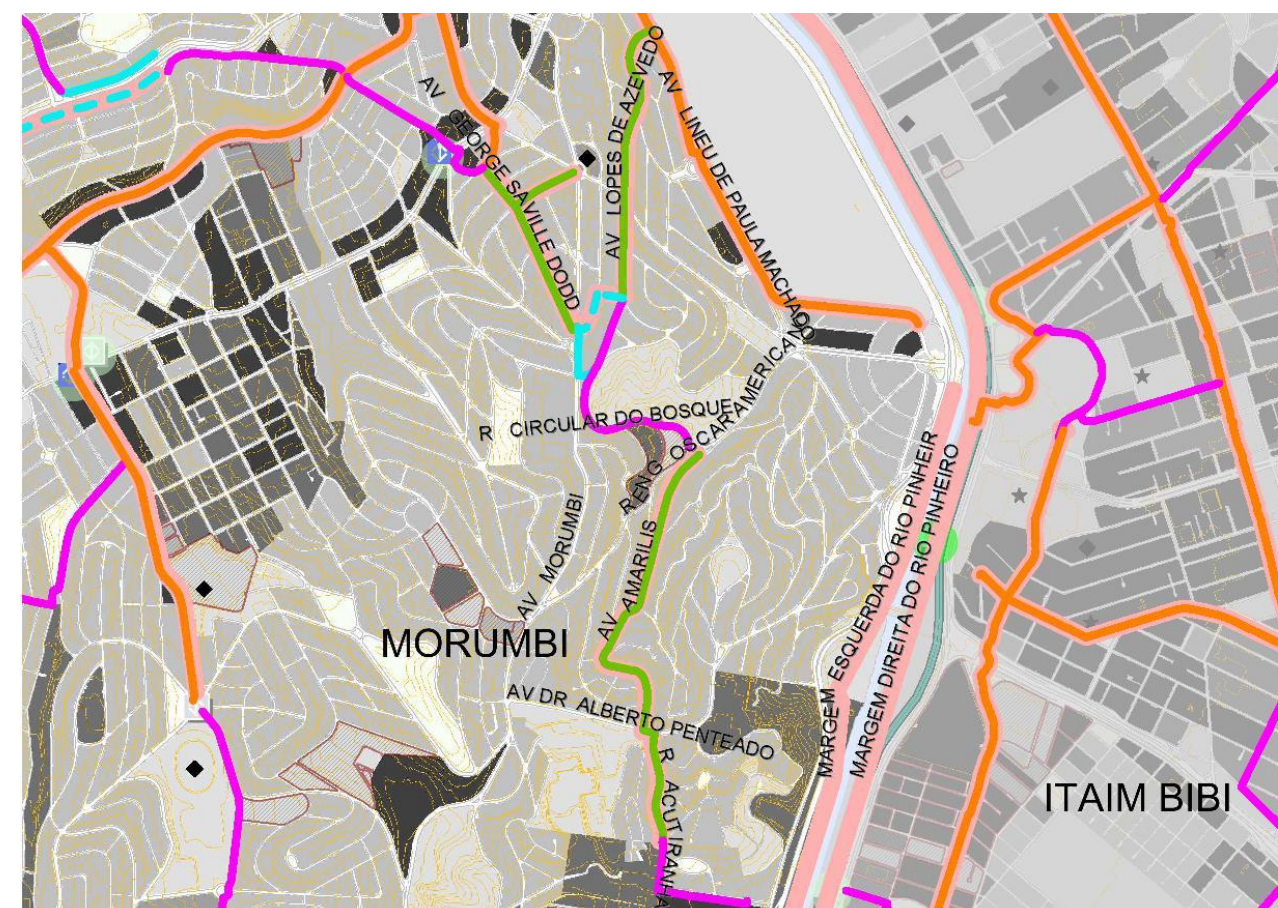 AV GEORGE SAVILLE DODD
AV LOPES DE AZEVEDO
AV LINEU DE PAULA MACHADO
R CIRCULAR DO BOSQUE
R ENG OSCAR AMERICANO
AV MORUMBI
AV AMARILIS
MORUMBI
AV DR ALBERTO PENTEADO
R ACUTIRANHA
MARGEM ESQUERDA DO RIO PINHEIR
MARGEM DIREITA DO RIO PINHEIRO
ITAIM BIBI